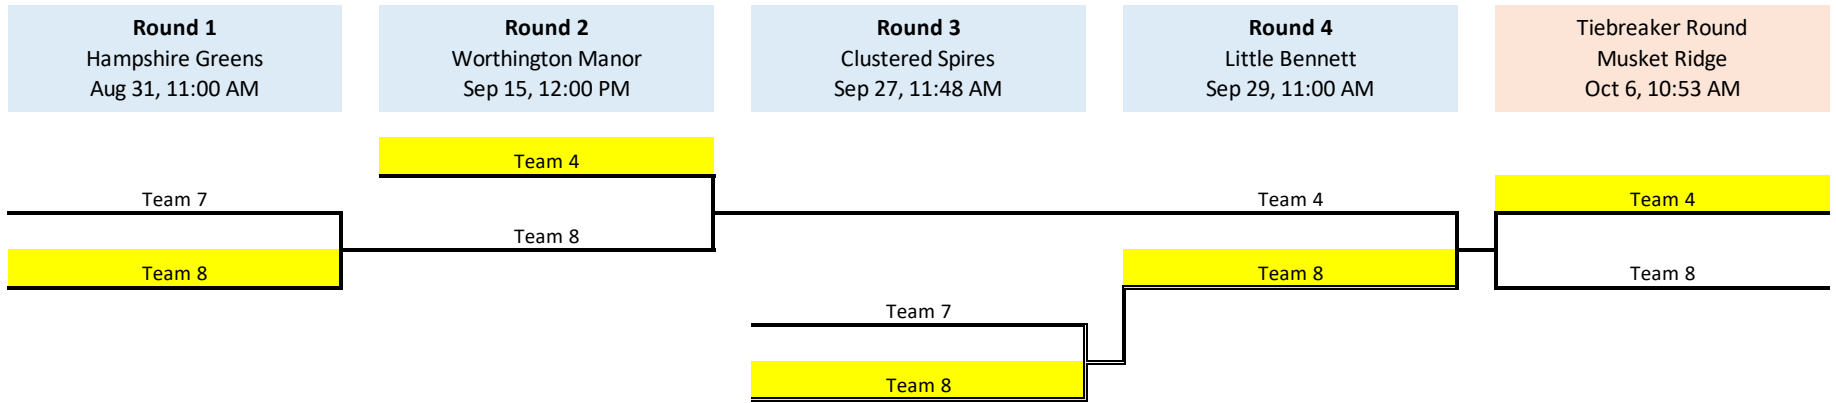 Round 1
Hampshire Greens
Aug 31, 11:00 AM
Round 2
Worthington Manor
Sep 15, 12:00 PM
Round 3
Clustered Spires
Sep 27, 11:48 AM
Round 4
Little Bennett
Sep 29, 11:00 AM
Tiebreaker Round
Musket Ridge
Oct 6, 10:53 AM
Team 7
Team 8
Team 4
Team 8
Team 7
Team 8
Team 4
Team 8
Team 4
Team 8